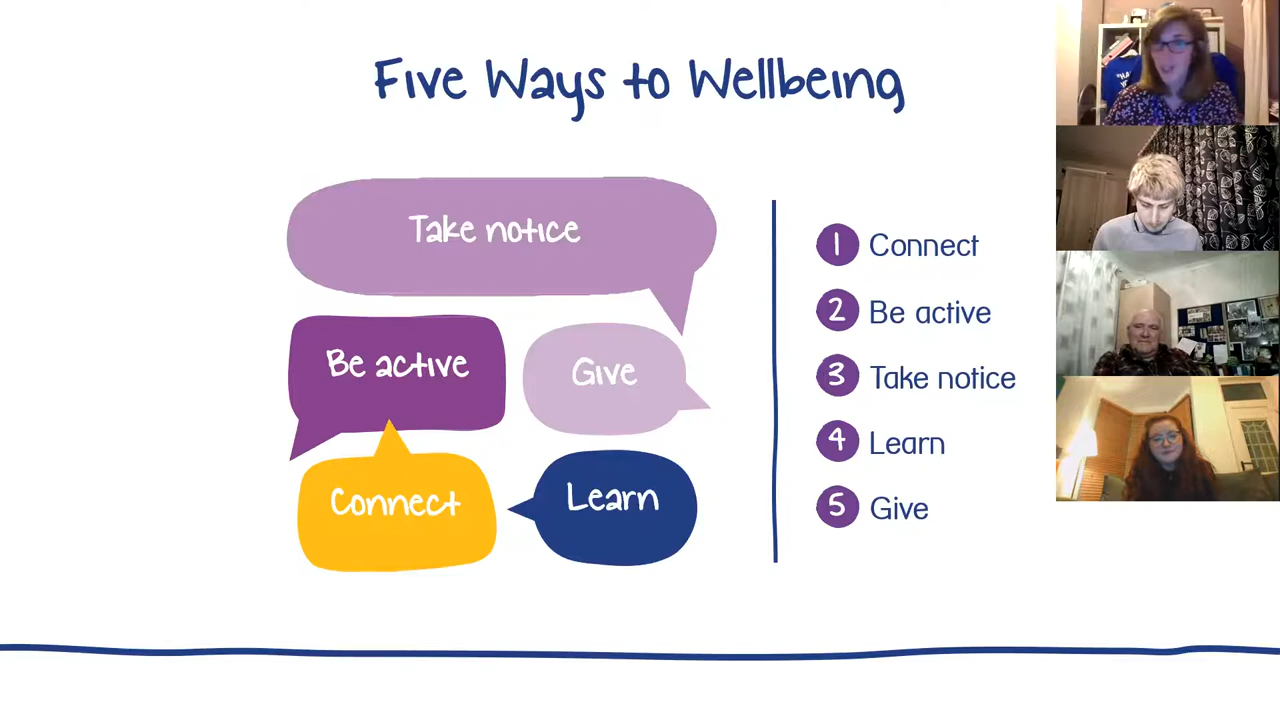 Five Ways to Wellbeing
Take notice
Be active
Give
Connect
Learn
1 Connect
2 Be active
3 Take notice
4 Learn
5 Give